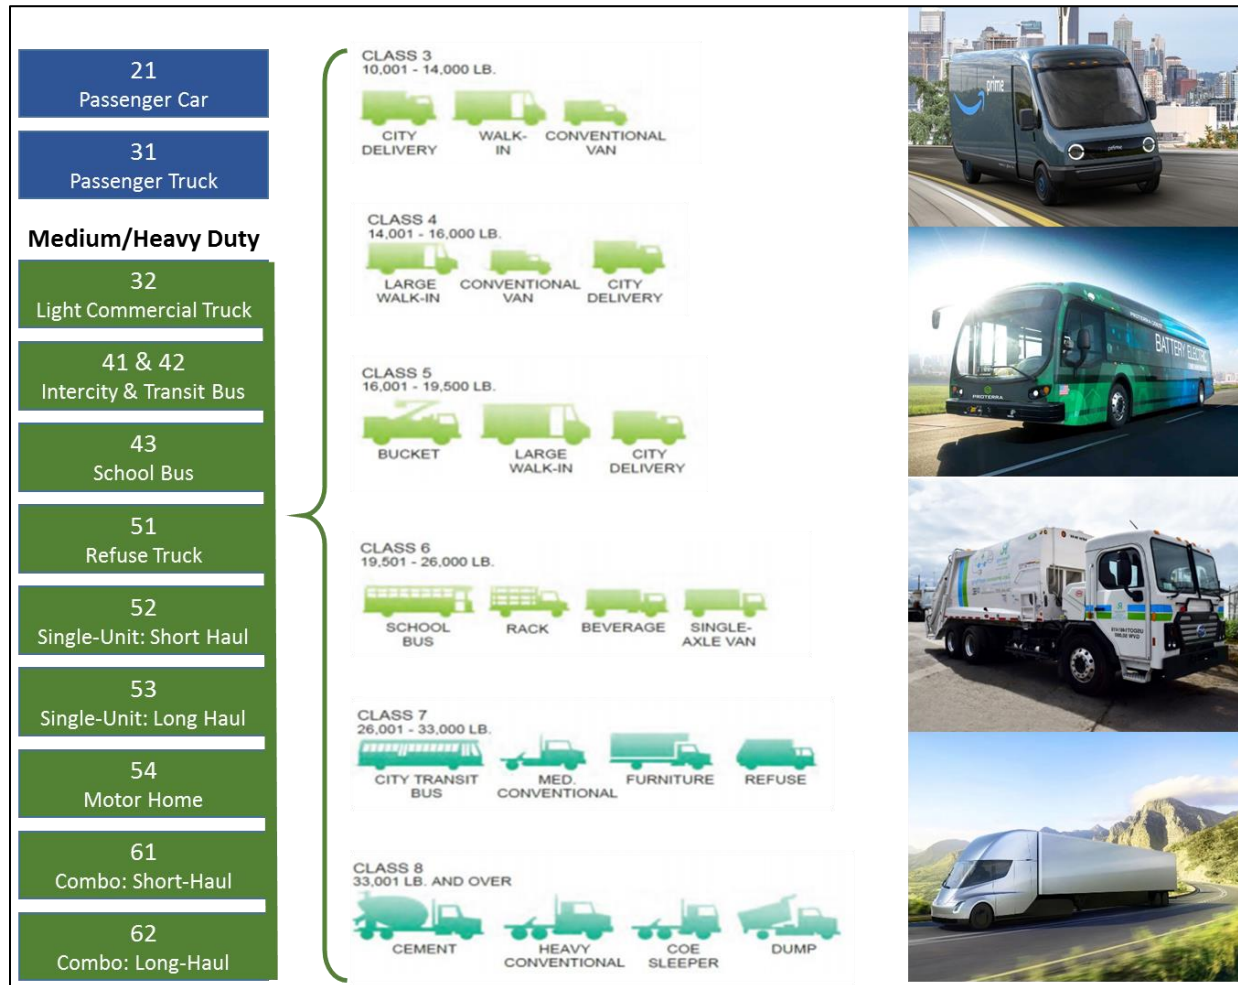 21
Passenger Car
31
Passenger Truck
Medium/Heavy Duty
32
Light Commercial Truck
41 & 42
Intercity & Transit Bus
43
School Bus
51
Refuse Truck
52
Single-Unit: Short Haul
53
Single-Unit: Long Haul
54
Motor Home
61
Combo: Short-Haul
62
Combo: Long-Haul
CLASS 3
10,001 - 14,000 LB.
CITY
DELIVERY
WALK-
IN
CONVENTIONAL
VAN
CLASS 4
14,001 - 16,000 LB.
LARGE
WALK-IN
CONVENTIONAL
VAN
CITY
DELIVERY
CLASS 5
16,001 - 19,500 LB.
BUCKET
LARGE
WALK-IN
CITY
DELIVERY
CLASS 6
19,501 - 26,000 LB.
SCHOOL
BUS
RACK
BEVERAGE
SINGLE-
AXLE VAN
CLASS 7
26,001 - 33,000 LB.
CITY TRANSIT
BUS
MED.
CONVENTIONAL
FURNITURE
REFUSE
CLASS 8
33,001 LB. AND OVER
CEMENT
HEAVY
CONVENTIONAL
COE
SLEEPER
DUMP
prime
prime
BATTERY ELECTRIC
PROTERRA